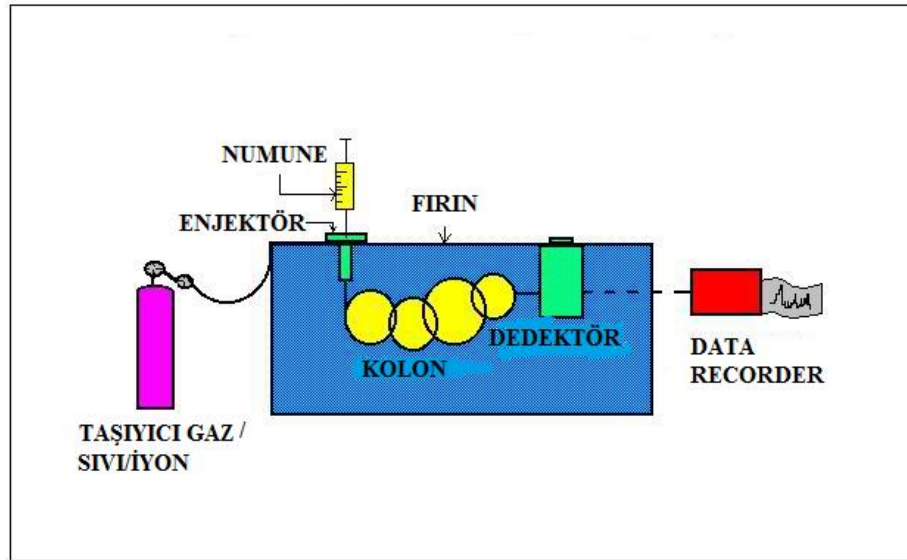 NUMUNE
ENJEKTÖR
FIRIN
KOLON
DEDEKTÖR
DATA
RECORDER
TAŞIYICI GAZ /
SIVI/İYON